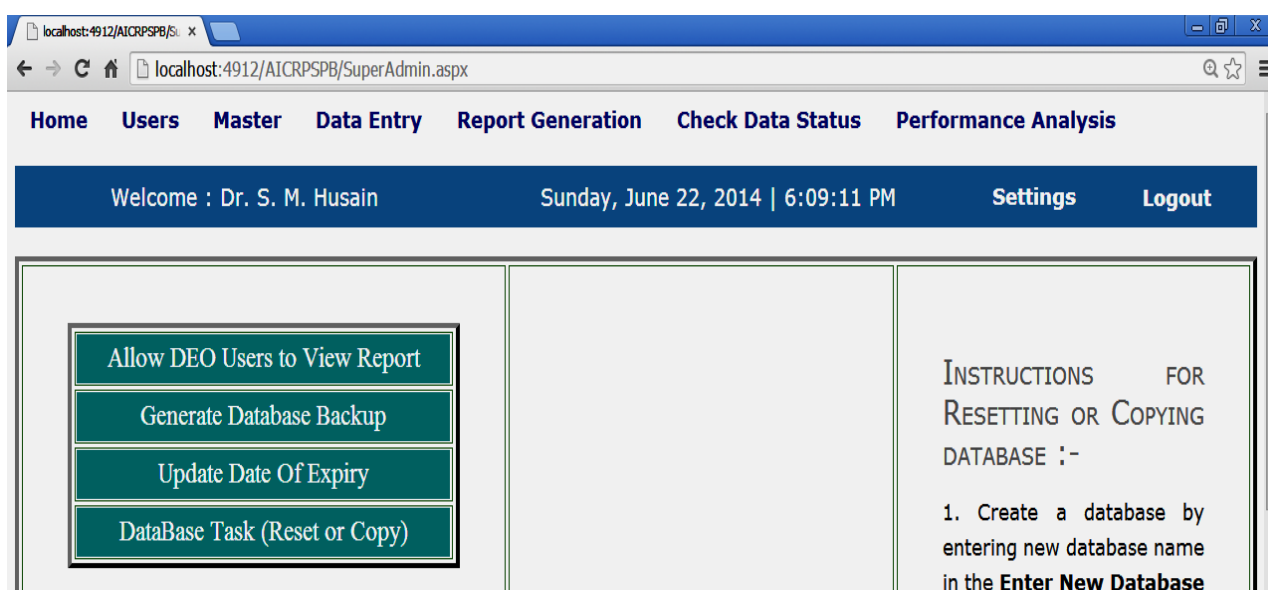 localhost:4912/AICRPSPB/Su
localhost:4912/AICRPSPB/SuperAdmin.aspx
Home Users Master Data Entry Report Generation Check Data Status Performance Analysis
Welcome : Dr. S. M. Husain Sunday, June 22, 2014 | 6:09:11 PM Settings Logout
Allow DEO Users to View Report
Generate Database Backup
Update Date Of Expiry
DataBase Task (Reset or Copy)
Instructions for
Resetting or Copying
database :-
1. Create a database by
entering new database name
in the Enter New Database